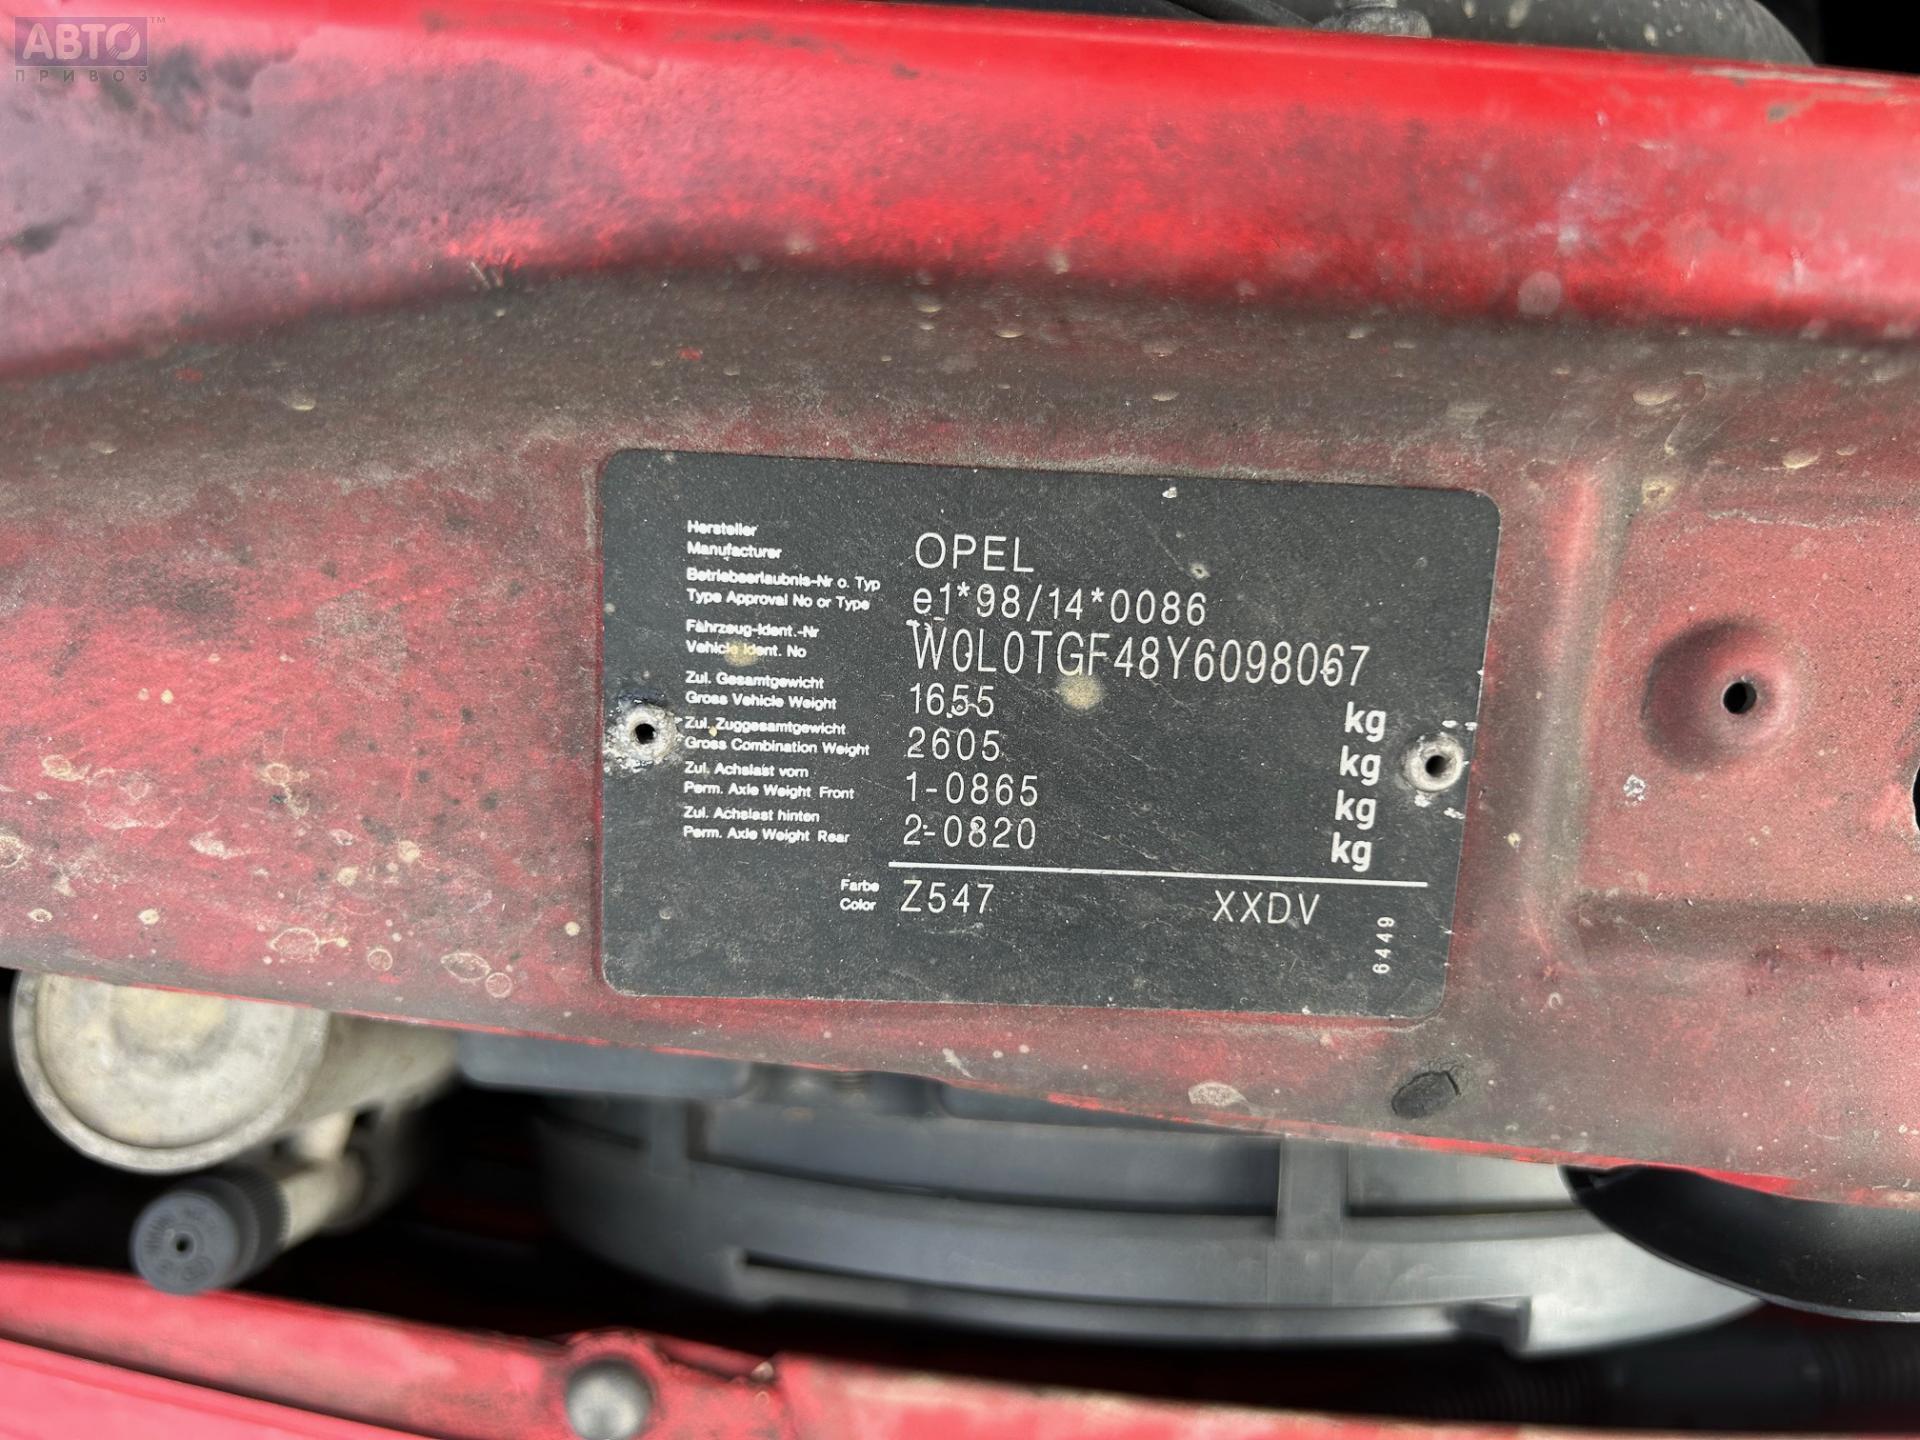 АВТО™
ПРИВОЗ
Hersteller
Manufacturer OPEL
Betriebserlaubnis-Nr o. Typ
Type Approval No or Type e1*98/14*0086
Fahrzeug-Ident.-Nr
Vehicle Ident. No W0L0TGF48Y6098067
Zul. Gesamtgewicht
Gross Vehicle Weight 1655 kg
Zul. Zuggesamtgewicht
Gross Combination Weight 2605 kg
Zul. Achslast vorn
Perm. Axle Weight Front 1-0865 kg
Zul. Achslast hinten
Perm. Axle Weight Rear 2-0820 kg
Farbe
Color Z547 XXDV
6449